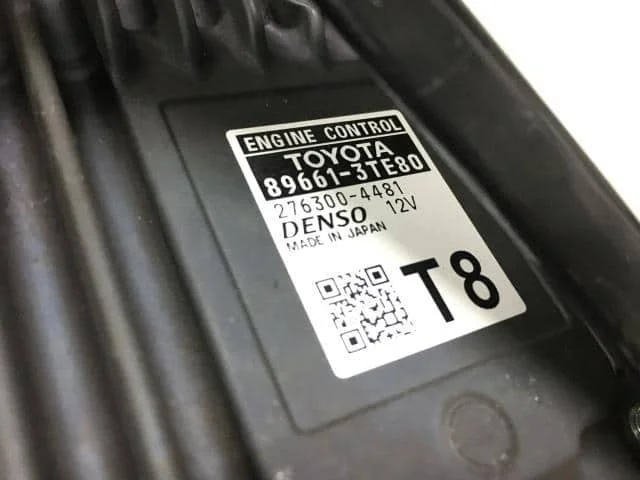 ENGINE CONTROL
TOYOTA
89661-3TE80
276300-4481
DENSO 12V
MADE IN JAPAN
T8